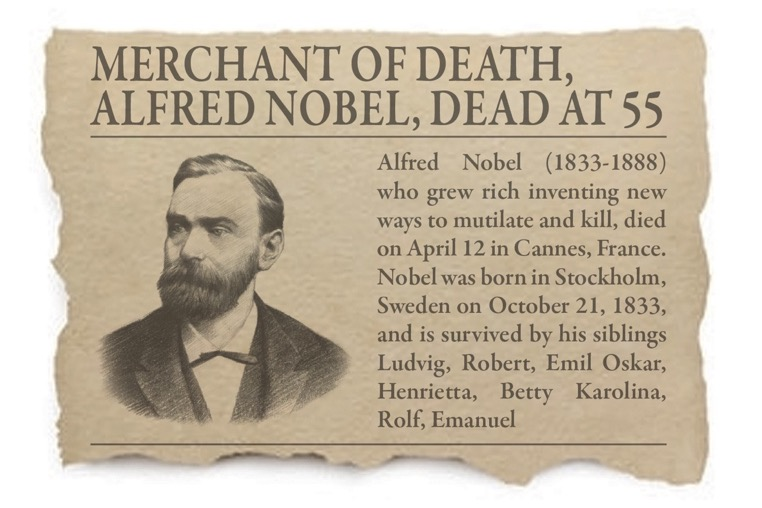 MERCHANT OF DEATH,
ALFRED NOBEL, DEAD AT 55
Alfred Nobel (1833-1888)
who grew rich inventing new
ways to mutilate and kill, died
on April 12 in Cannes, France.
Nobel was born in Stockholm,
Sweden on October 21, 1833,
and is survived by his siblings
Ludvig, Robert, Emil Oskar,
Henrietta, Betty Karolina,
Rolf, Emanuel